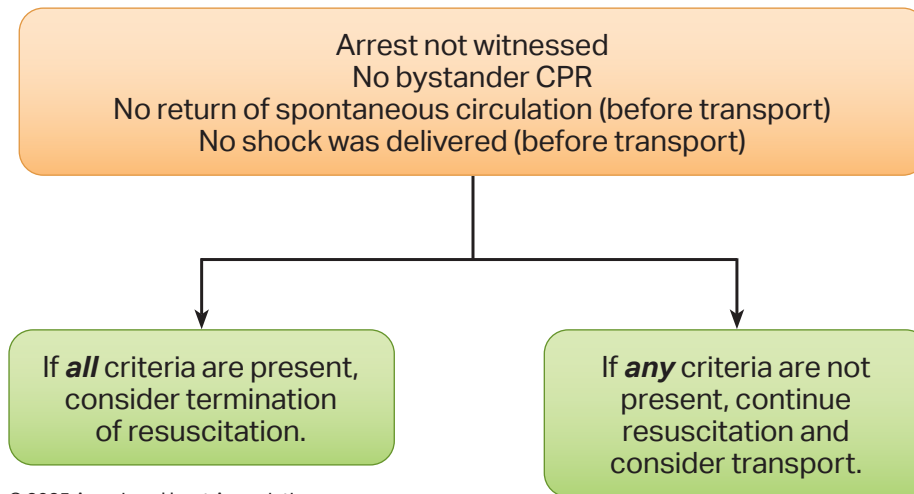 Arrest not witnessed
No bystander CPR
No return of spontaneous circulation (before transport)
No shock was delivered (before transport)
If all criteria are present,
consider termination
of resuscitation.
If any criteria are not
present, continue
resuscitation and
consider transport.